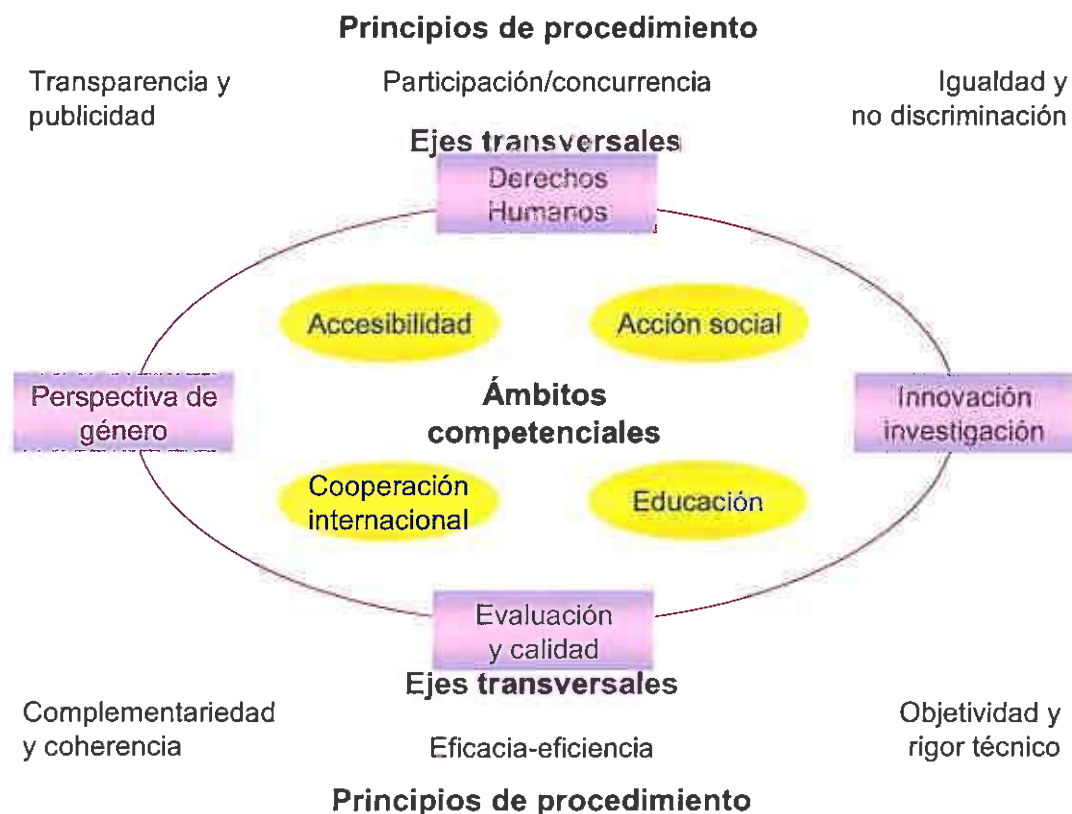 Principios de procedimiento
Transparencia y
publicidad
Participación/concurrencia
Igualdad y
no discriminación
Ejes transversales
Derechos
Humanos
Accesibilidad
Acción social
Perspectiva de
género
Ámbitos
competenciales
Innovación
investigación
Cooperación
internacional
Educación
Evaluación
y calidad
Ejes transversales
Complementariedad
y coherencia
Eficacia-eficiencia
Objetividad y
rigor técnico
Principios de procedimiento